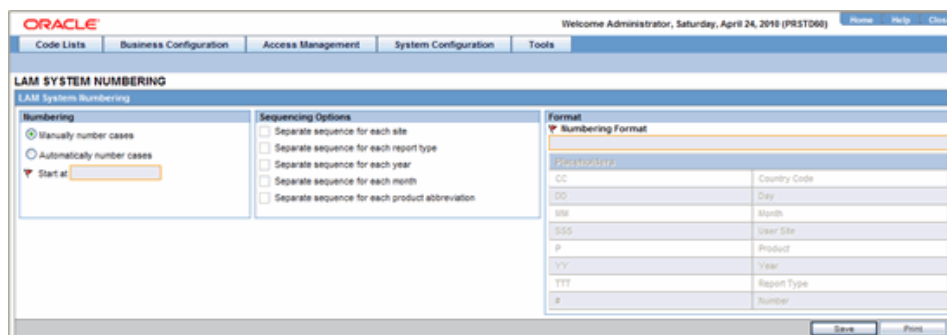 ORACLE
Welcome Administrator, Saturday, April 24, 2010 (PRSTD60)
Home Help Clos
Code Lists Business Configuration Access Management System Configuration Tools
LAM SYSTEM NUMBERING
LAM System Numbering
Numbering
Manually number cases
Automatically number cases
Start at
Sequencing Options
Separate sequence for each site
Separate sequence for each report type
Separate sequence for each year
Separate sequence for each month
Separate sequence for each product abbreviation
Format
Numbering Format
Placeholders
CC Country Code
DD Day
MM Month
SSS User Site
P Product
YY Year
TTT Report Type
# Number
Save Print